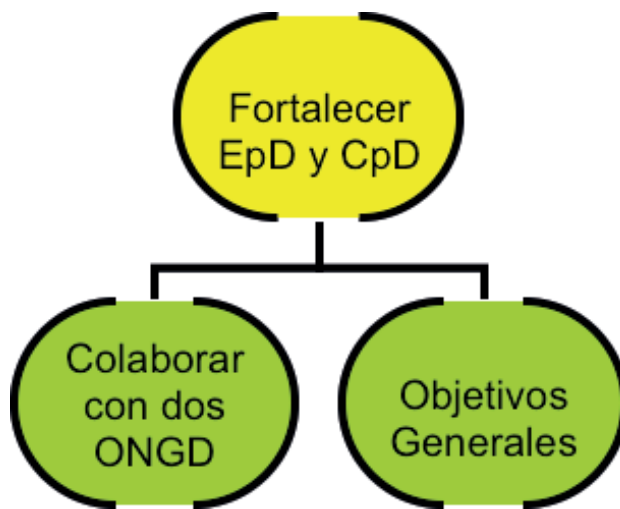 Fortalecer
EpD y CpD
Colaborar
con dos
ONGD
Objetivos
Generales